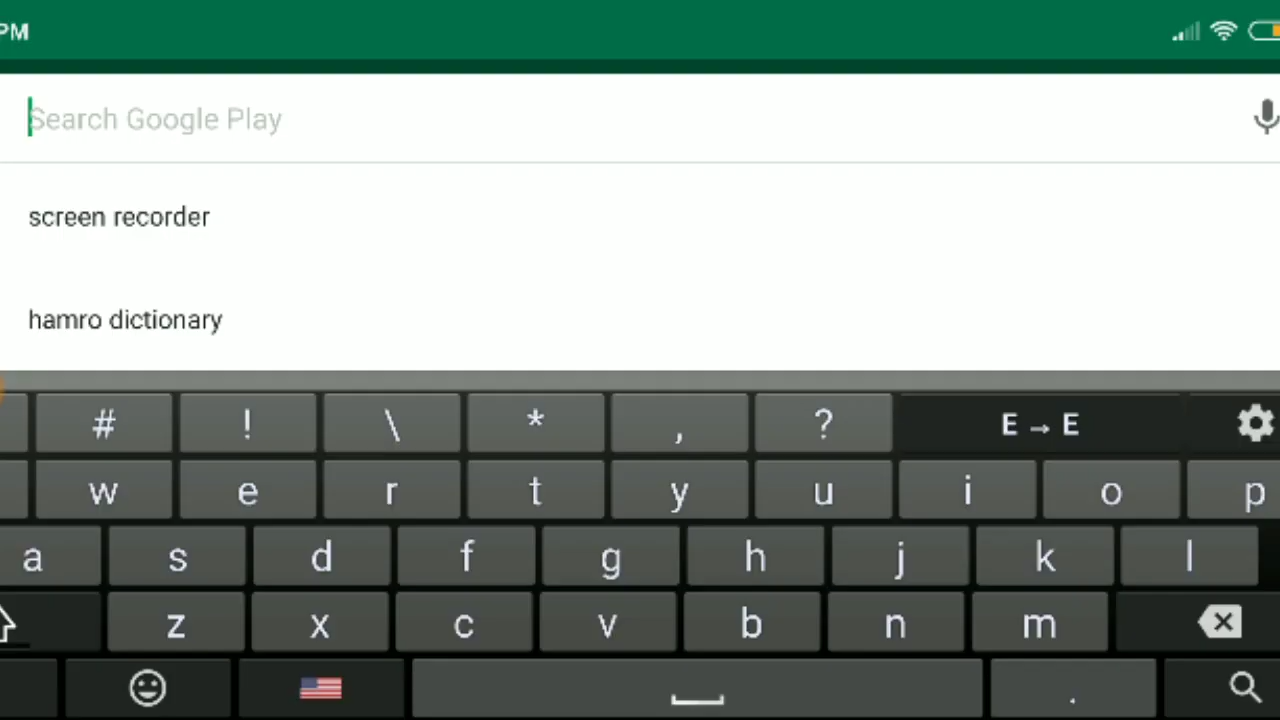 PM
Search Google Play
screen recorder
hamro dictionary
# ! \ * , ? E → E
w e r t y u i o p
a s d f g h j k l
z x c v b n m
.